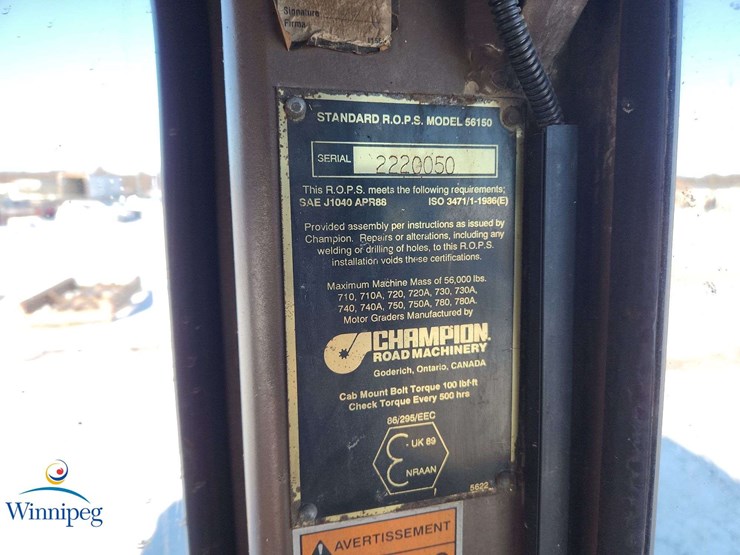 Signature
Firma
STANDARD R.O.P.S. MODEL 56150
SERIAL 2220050
This R.O.P.S. meets the following requirements;
SAE J1040 APR88 ISO 3471/1-1986(E)
Provided assembly per instructions as issued by
Champion. Repairs or altcrations, including any
welding or drilling of holes, to this R.O.P.S.
installation voids these certifications.
Maximum Machine Mass of 56,000 lbs.
710, 710A, 720, 720A, 730, 730A,
740, 740A, 750, 750A, 780, 780A.
Motor Graders Manufactured by
CHAMPION
ROAD MACHINERY
Goderich, Ontario, CANADA
Cab Mount Bolt Torque 100 lbf-ft
Check Torque Every 500 hrs
86/295/EEC
UK 89
NRAAN
5622
AVERTISSEMENT
Winnipeg